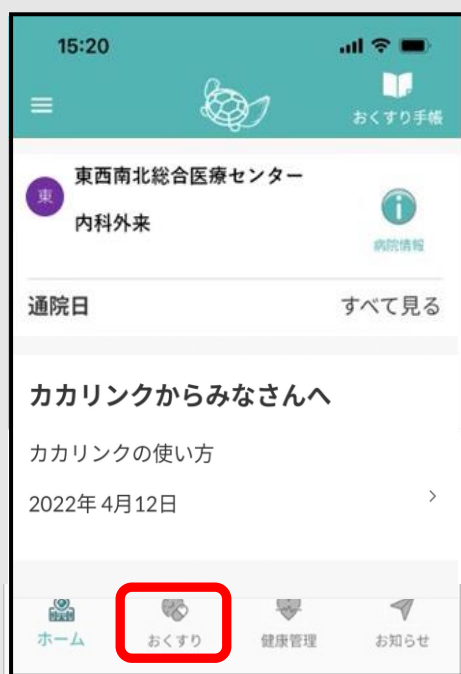 15:20
おくすり手帳
東
東西南北総合医療センター
内科外来
病院情報
通院日
すべて見る
カカリンクからみなさんへ
カカリンクの使い方
2022年 4月12日
ホーム
おくすり
健康管理
お知らせ